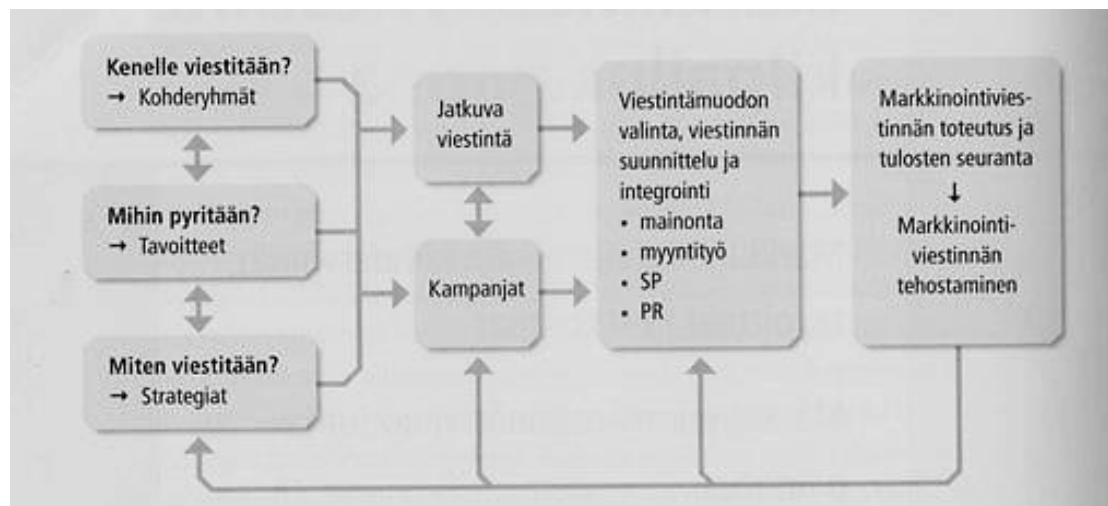 Kenelle viestitään?
→ Kohderyhmät
Mihin pyritään?
→ Tavoitteet
Miten viestitään?
→ Strategiat
Jatkuva
viestintä
Kampanjat
Viestintämuodon
valinta, viestinnän
suunnittelu ja
integrointi
• mainonta
• myyntityö
• SP
• PR
Markkinointivies-
tinnän toteutus ja
tulosten seuranta
↓
Markkinointi-
viestinnän
tehostaminen